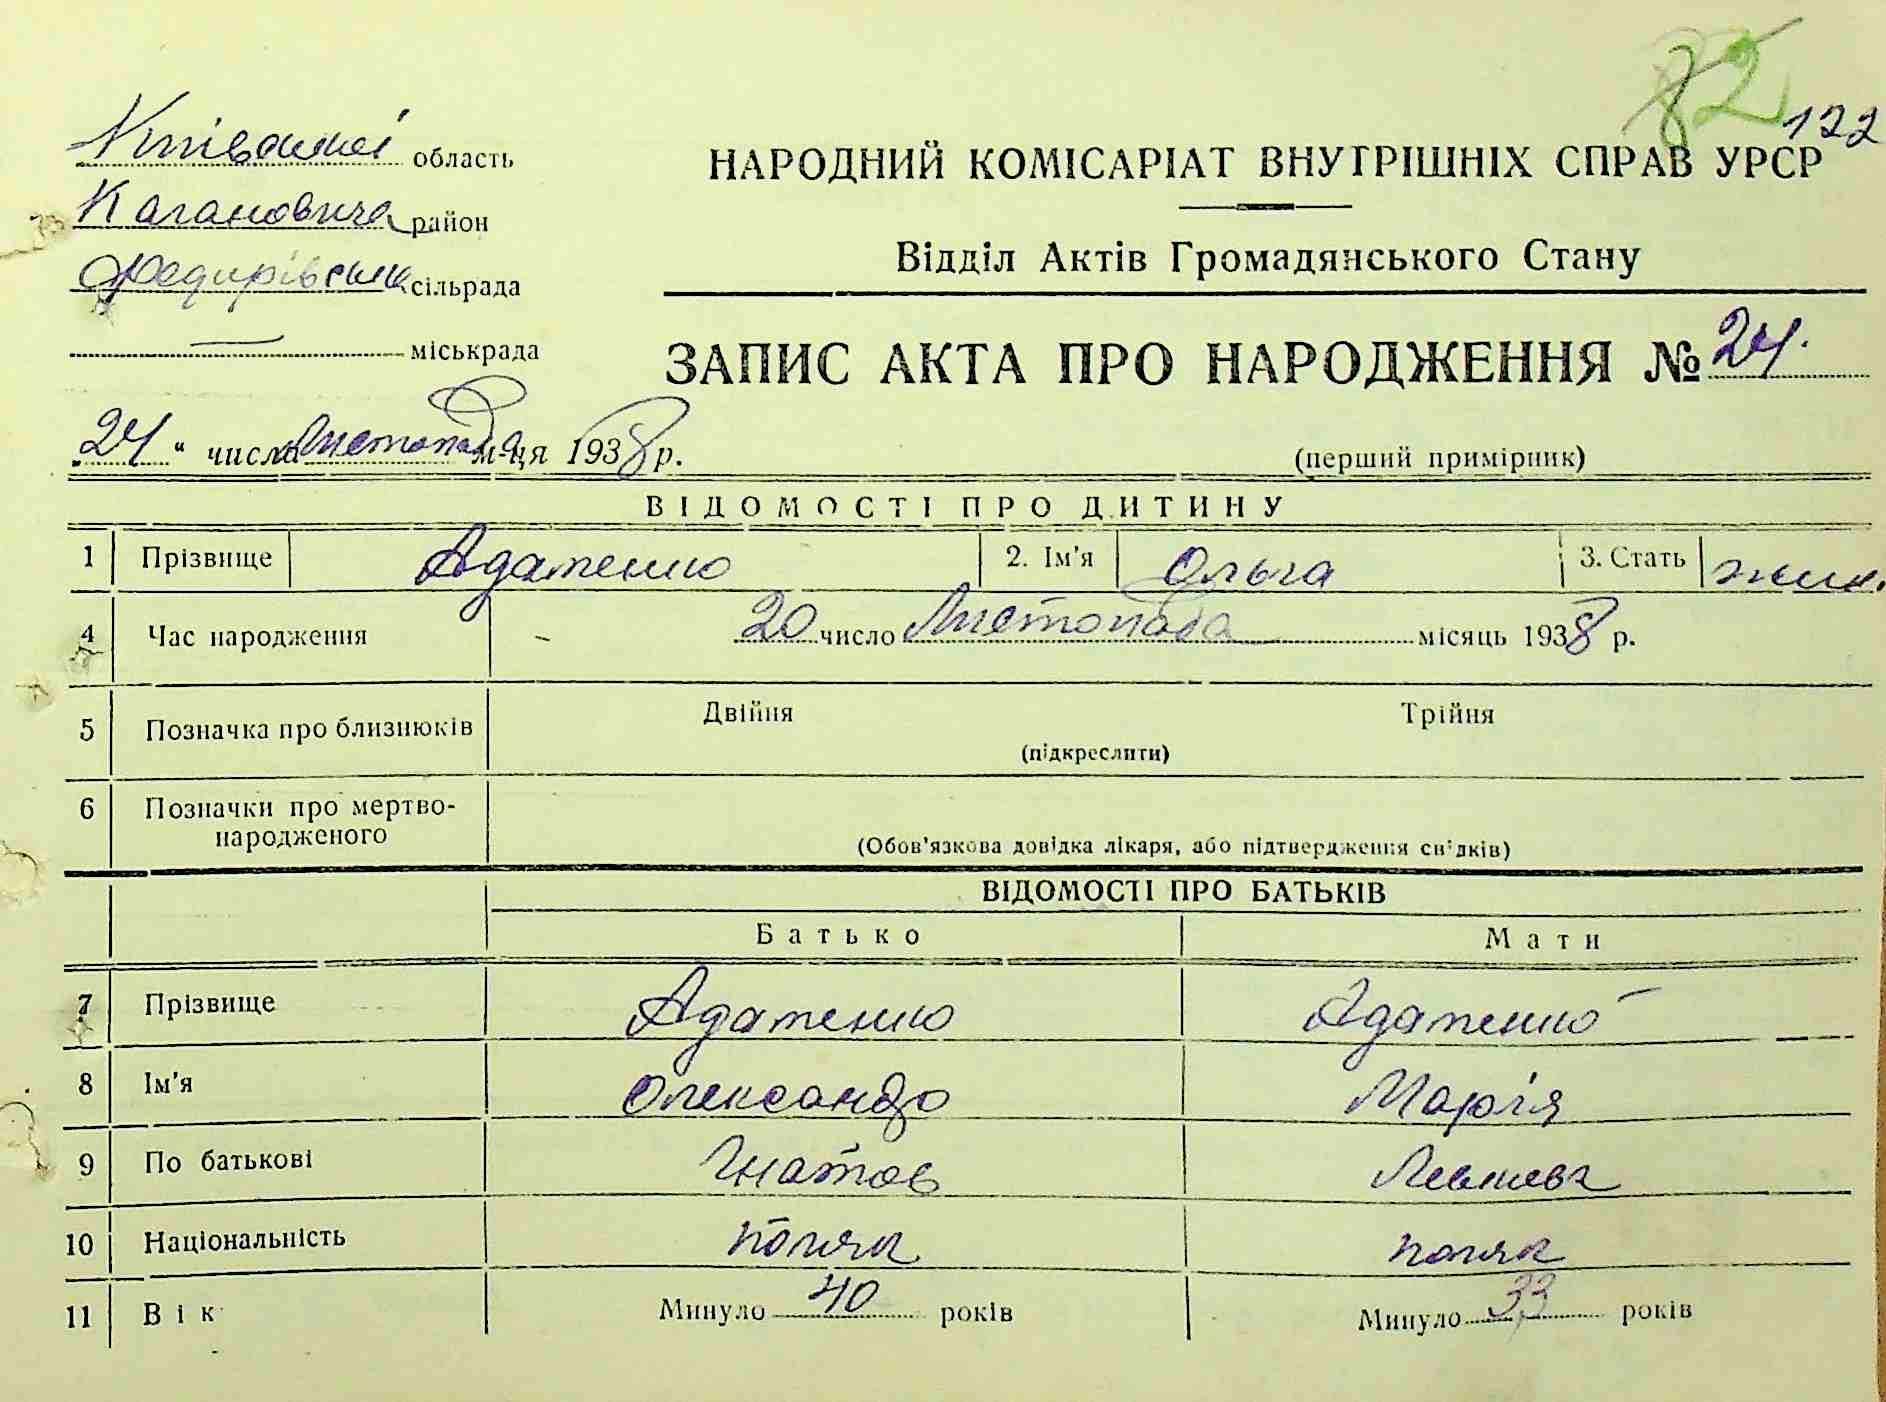 82
122
Київської область
Кагановича район
Федирівська сільрада
— міськрада
НАРОДНИЙ КОМІСАРІАТ ВНУТРІШНІХ СПРАВ УРСР
Відділ Актів Громадянського Стану
ЗАПИС АКТА ПРО НАРОДЖЕННЯ № 24.
„24“ числа Листопада м-ця 1938 р.
(перший примірник)
ВІДОМОСТІ ПРО ДИТИНУ
1 Прізвище Адаменко 2. Ім'я Ольга 3. Стать жін.
4 Час народження 20 число Листопада місяць 1938 р.
5 Позначка про близнюків Двійня Трійня
(підкреслити)
6 Позначки про мертво-
народженого
(Обов'язкова довідка лікаря, або підтвердження свідків)
ВІДОМОСТІ ПРО БАТЬКІВ
Батько Мати
7 Прізвище Адаменко Адаменко
8 Ім'я Олександр Марія
9 По батькові Гнатов
10 Національність поляк поляк
11 Вік Минуло 40 років Минуло 33 років